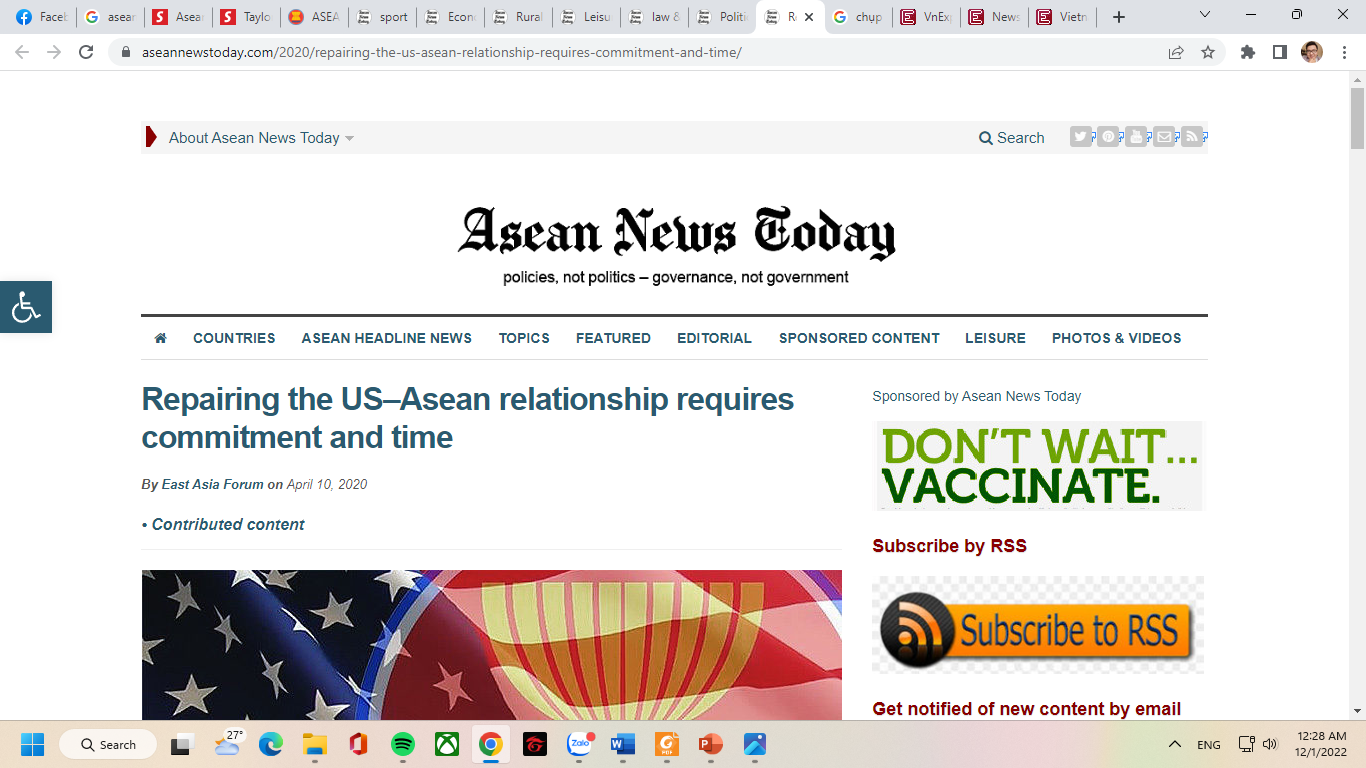 Faceb
asean
Asean
Taylo
ASEA
sport
Econ
Rural
Leisu
law &
Politi
chụp
VnEx
News
Vietn
aseannewstoday.com/2020/repairing-the-us-asean-relationship-requires-commitment-and-time/
About Asean News Today
Search
Asean News Today
policies, not politics – governance, not government
COUNTRIES ASEAN HEADLINE NEWS TOPICS FEATURED EDITORIAL SPONSORED CONTENT LEISURE PHOTOS & VIDEOS
Repairing the US–Asean relationship requires
commitment and time
By East Asia Forum on April 10, 2020
• Contributed content
Sponsored by Asean News Today
DON'T WAIT...
VACCINATE.
Subscribe by RSS
Subscribe to RSS
Get notified of new content by email
Search
27°
Zalo
PDF
ENG
12:28 AM
12/1/2022